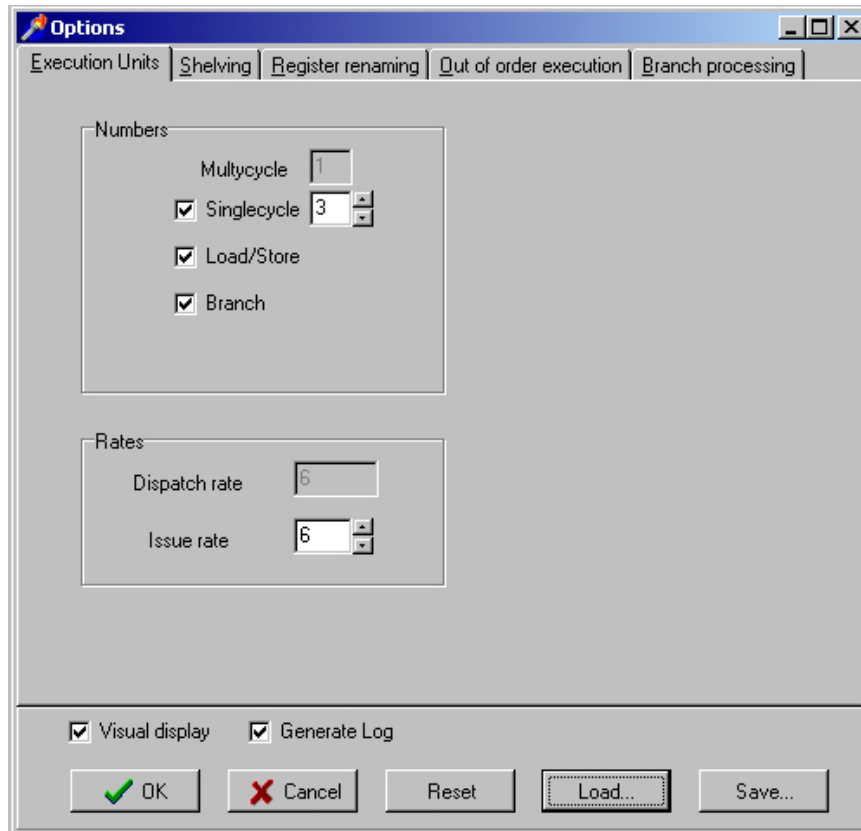 Options
Execution Units Shelving Register renaming Out of order execution Branch processing
Numbers
Multycycle 1
Singlecycle 3
Load/Store
Branch
Rates
Dispatch rate 6
Issue rate 6
Visual display Generate Log
OK Cancel Reset Load... Save...